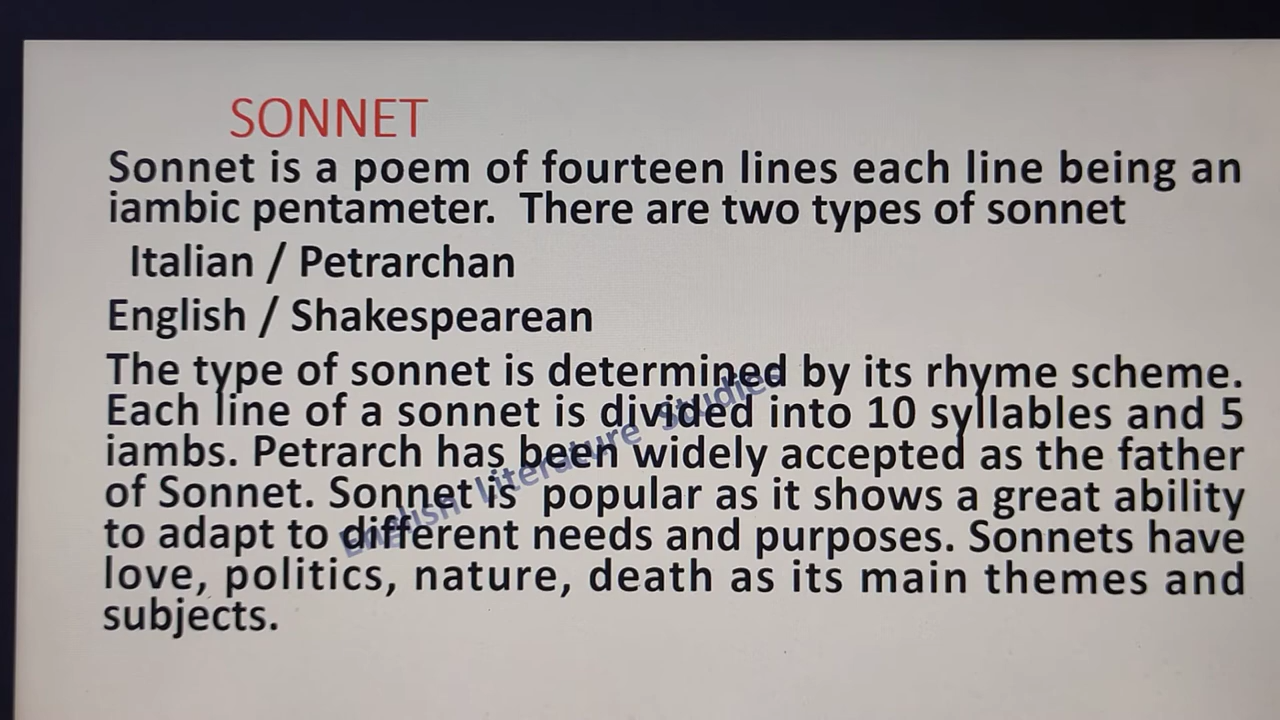 SONNET
Sonnet is a poem of fourteen lines each line being an
iambic pentameter.  There are two types of sonnet
Italian / Petrarchan
English / Shakespearean
The type of sonnet is determined by its rhyme scheme.
Each line of a sonnet is divided into 10 syllables and 5
iambs. Petrarch has been widely accepted as the father
of Sonnet. Sonnet is  popular as it shows a great ability
to adapt to different needs and purposes. Sonnets have
love, politics, nature, death as its main themes and
subjects.
English Literature Studies